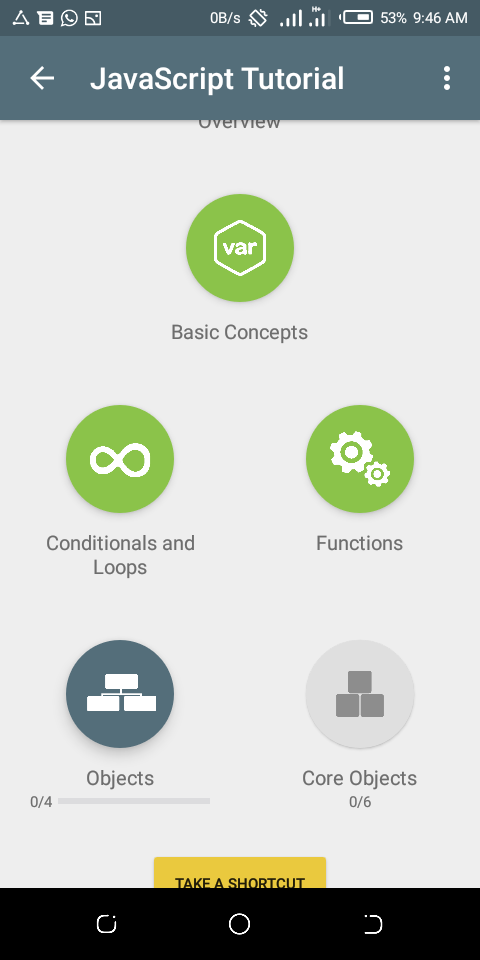 0B/s H+ 53% 9:46 AM
JavaScript Tutorial
Overview
var
Basic Concepts
Conditionals and
Loops
Functions
Objects
Core Objects
0/4
0/6
TAKE A SHORTCUT